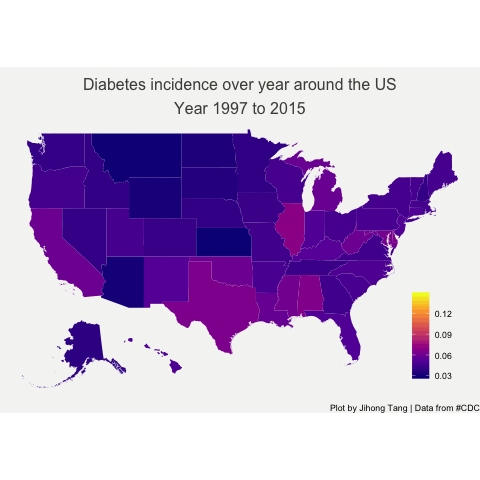 Diabetes incidence over year around the US
Year 1997 to 2015
0.12
0.09
0.06
0.03
Plot by Jihong Tang | Data from #CDC